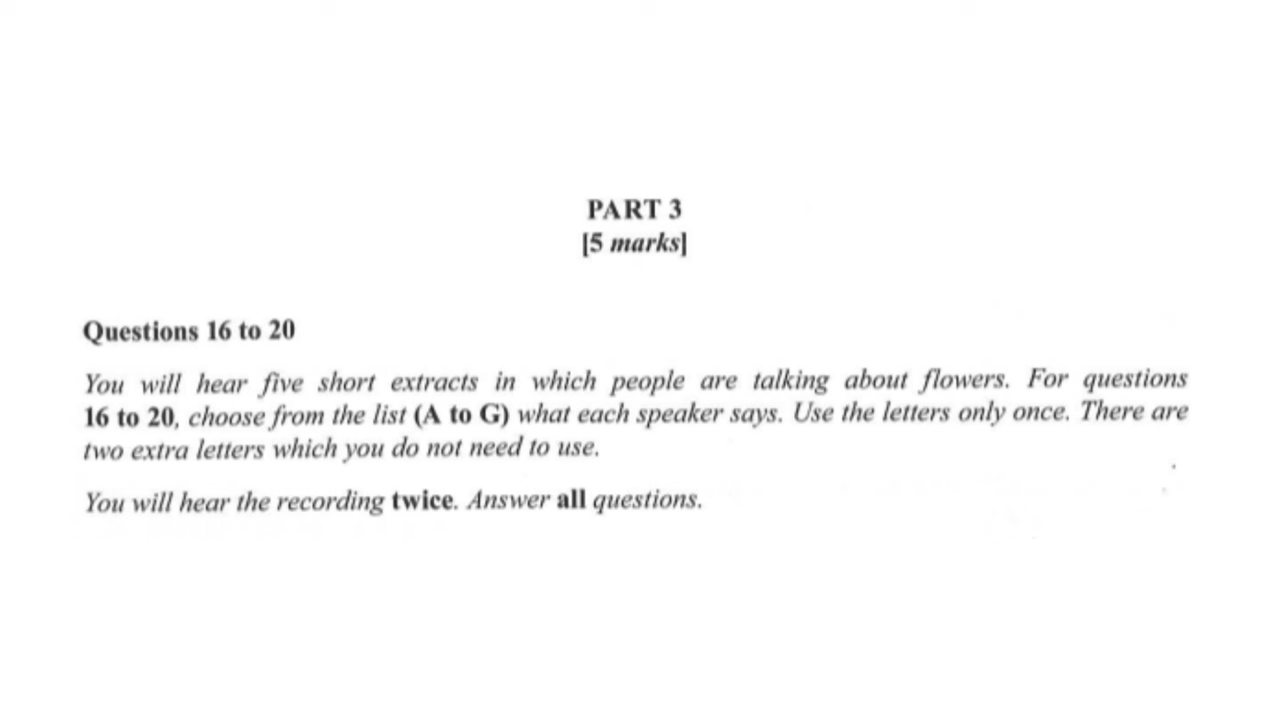 PART 3
[5 marks]
Questions 16 to 20
You will hear five short extracts in which people are talking about flowers. For questions
16 to 20, choose from the list (A to G) what each speaker says. Use the letters only once. There are
two extra letters which you do not need to use.
You will hear the recording twice. Answer all questions.